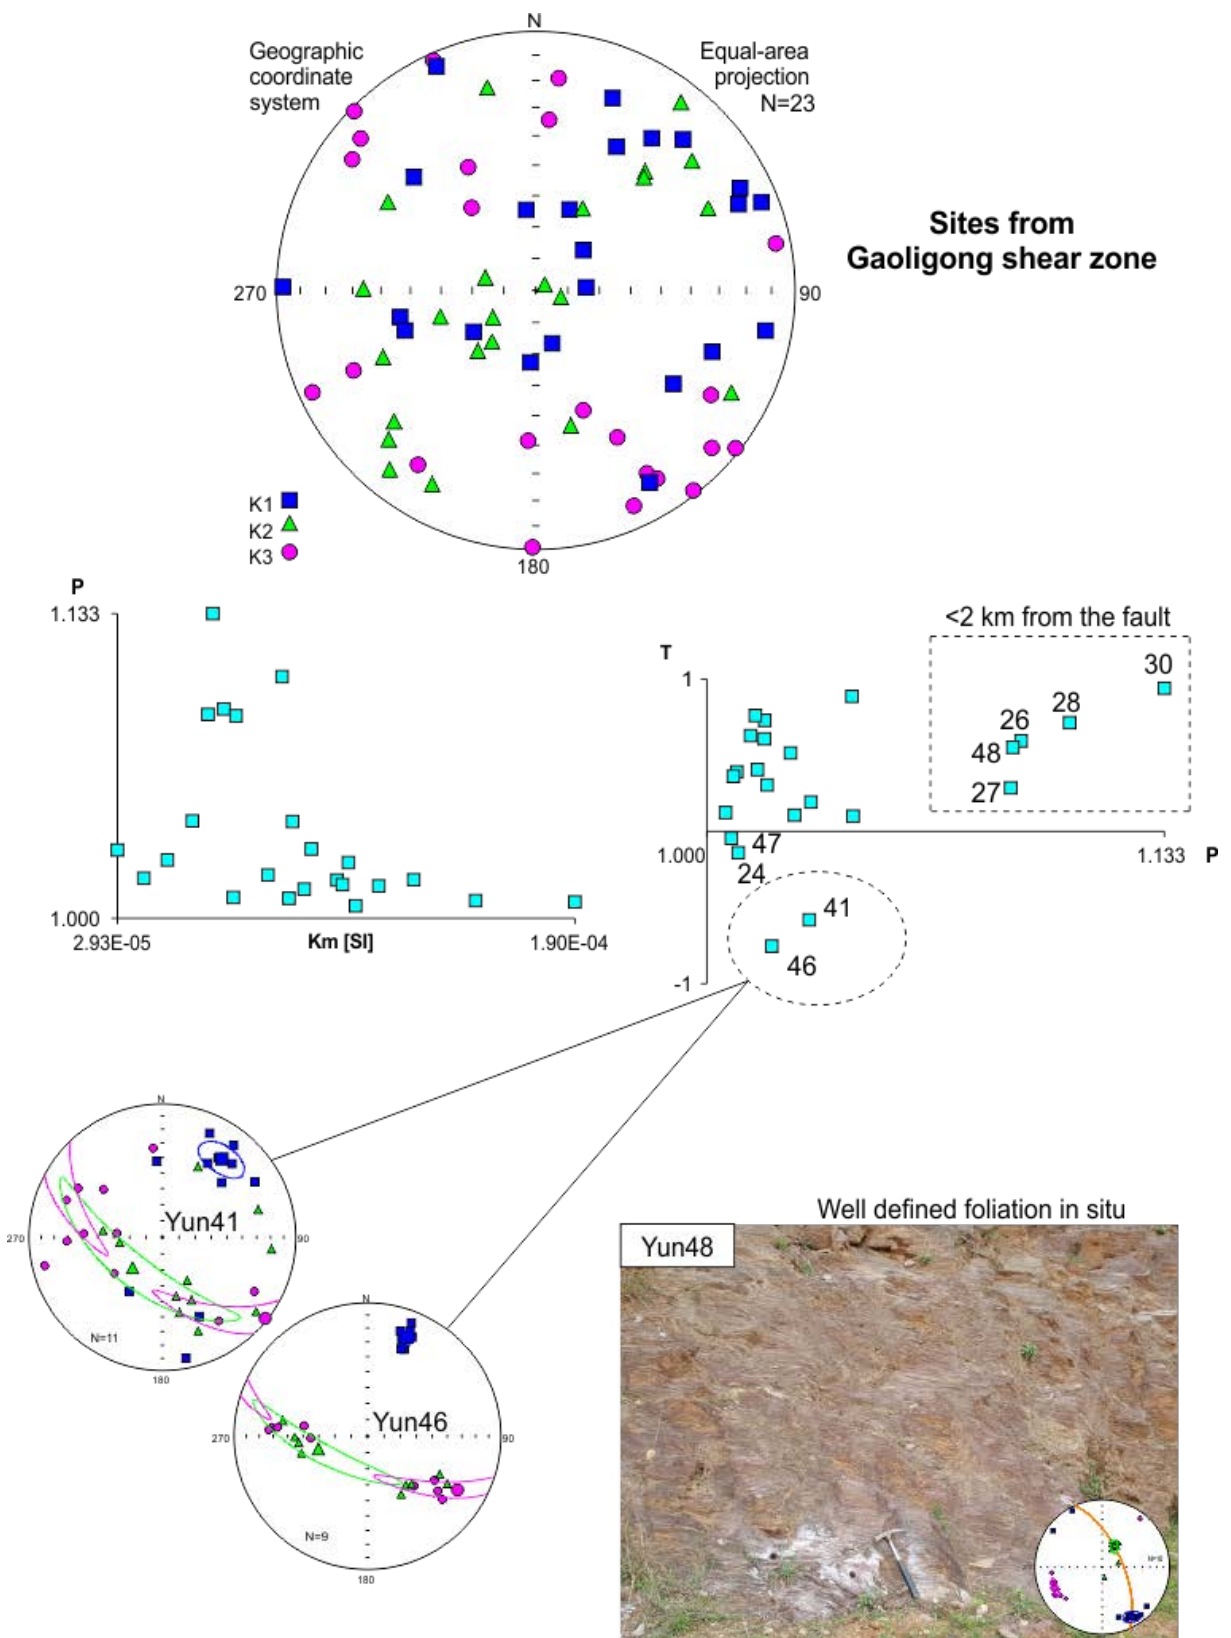 N
Geographic
coordinate
system
Equal-area
projection
N=23
Sites from
Gaoligong shear zone
270
90
180
K1
K2
K3
P
1.133
1.000
2.93E-05
Km [SI]
1.90E-04
<2 km from the fault
T
1
30
28
26
48
27
47
1.000
24
1.133
P
41
46
-1
N
Yun41
270
90
N=11
180
N
Yun46
270
90
N=9
180
Well defined foliation in situ
Yun48